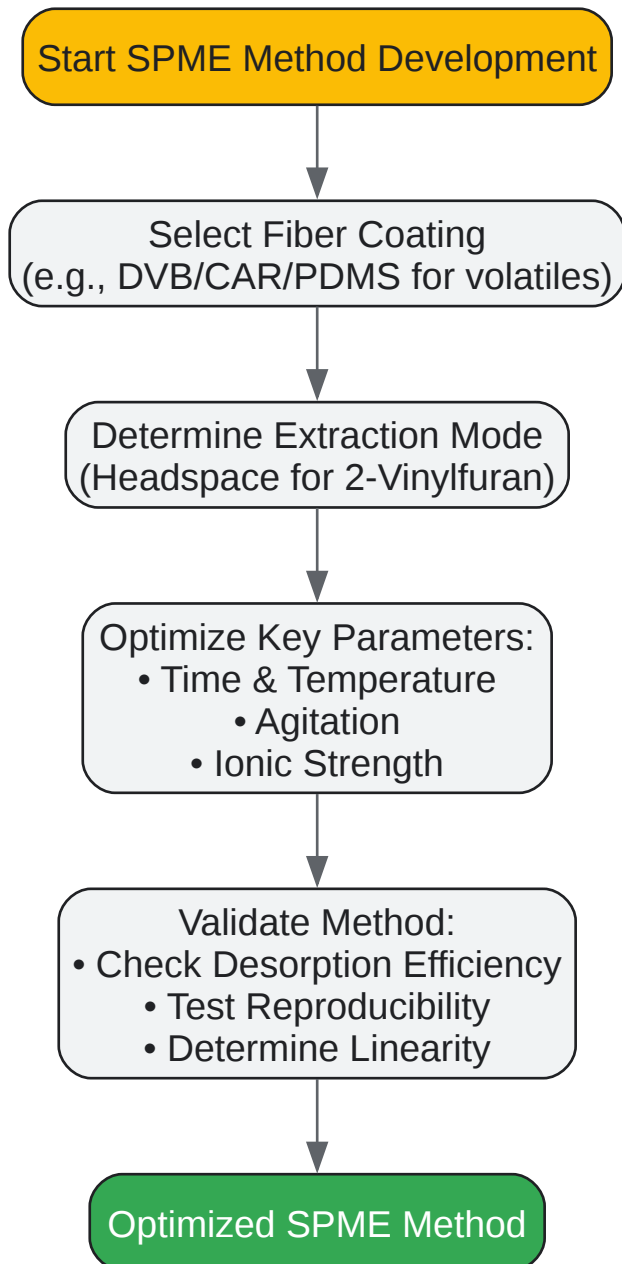 Start SPME Method Development
Select Fiber Coating
(e.g., DVB/CAR/PDMS for volatiles)
Determine Extraction Mode
(Headspace for 2-Vinylfuran)
Optimize Key Parameters:
• Time & Temperature
• Agitation
• Ionic Strength
Validate Method:
• Check Desorption Efficiency
• Test Reproducibility
• Determine Linearity
Optimized SPME Method